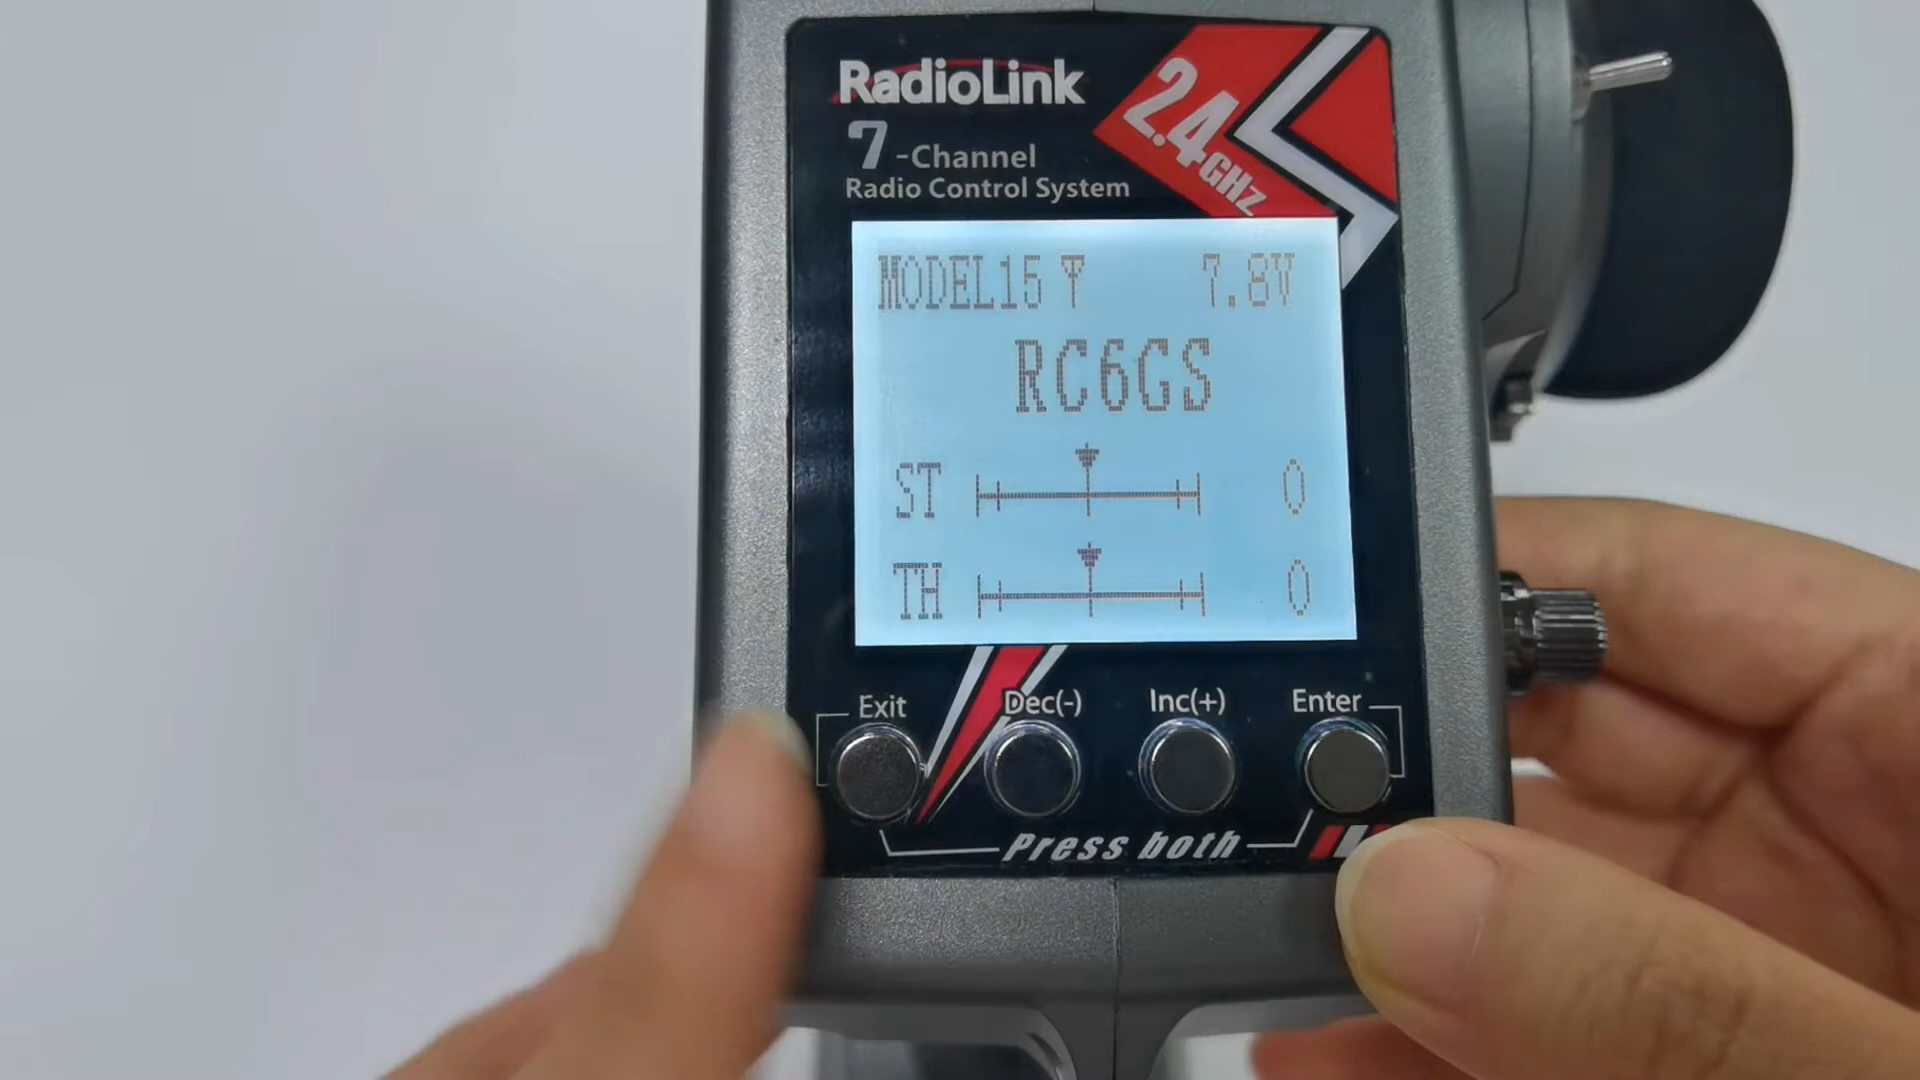 RadioLink
2.4GHz
7-Channel
Radio Control System
MODEL15 7.8V
RC6GS
ST 0
TH 0
Exit Dec(-) Inc(+) Enter
Press both